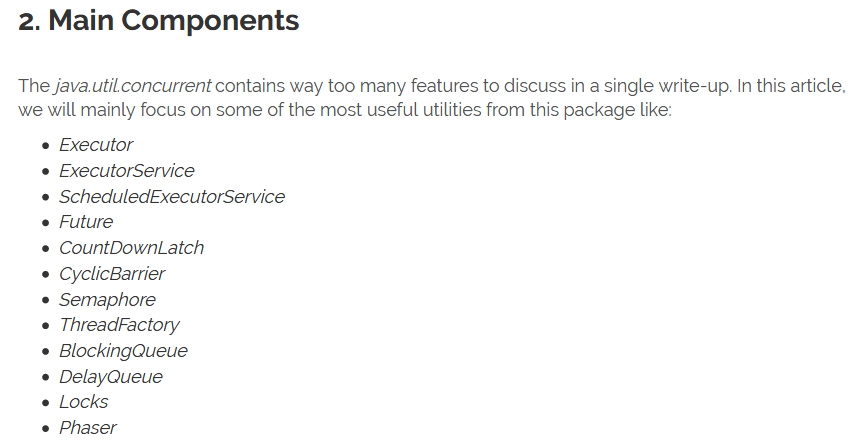 2. Main Components
The java.util.concurrent contains way too many features to discuss in a single write-up. In this article,
we will mainly focus on some of the most useful utilities from this package like:
• Executor
• ExecutorService
• ScheduledExecutorService
• Future
• CountDownLatch
• CyclicBarrier
• Semaphore
• ThreadFactory
• BlockingQueue
• DelayQueue
• Locks
• Phaser